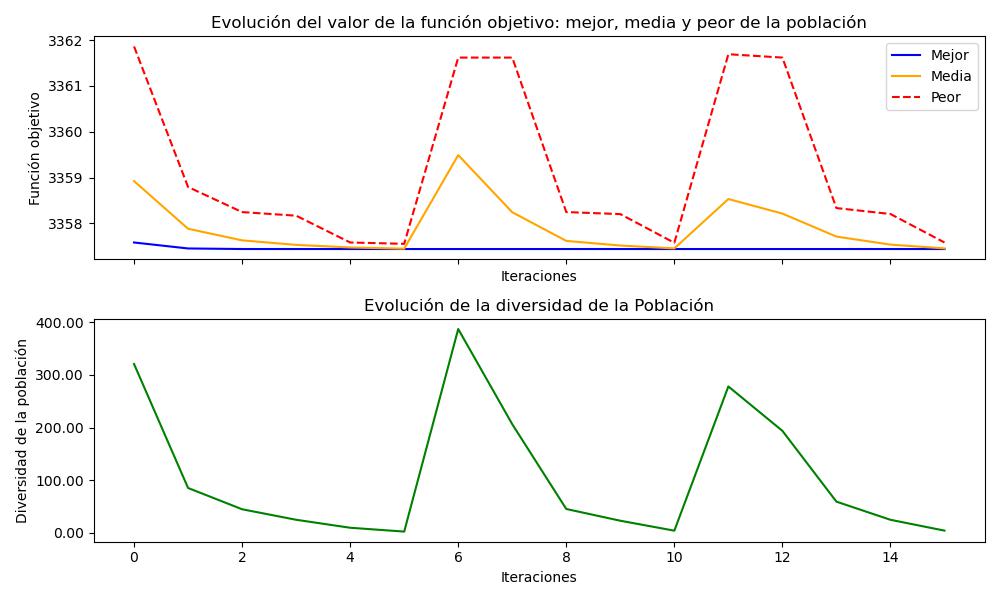 Evolución del valor de la función objetivo: mejor, media y peor de la población
3362
3361
3360
3359
3358
Función objetivo
Mejor
Media
Peor
Iteraciones
Evolución de la diversidad de la Población
400.00
300.00
200.00
100.00
0.00
Diversidad de la población
0 2 4 6 8 10 12 14
Iteraciones